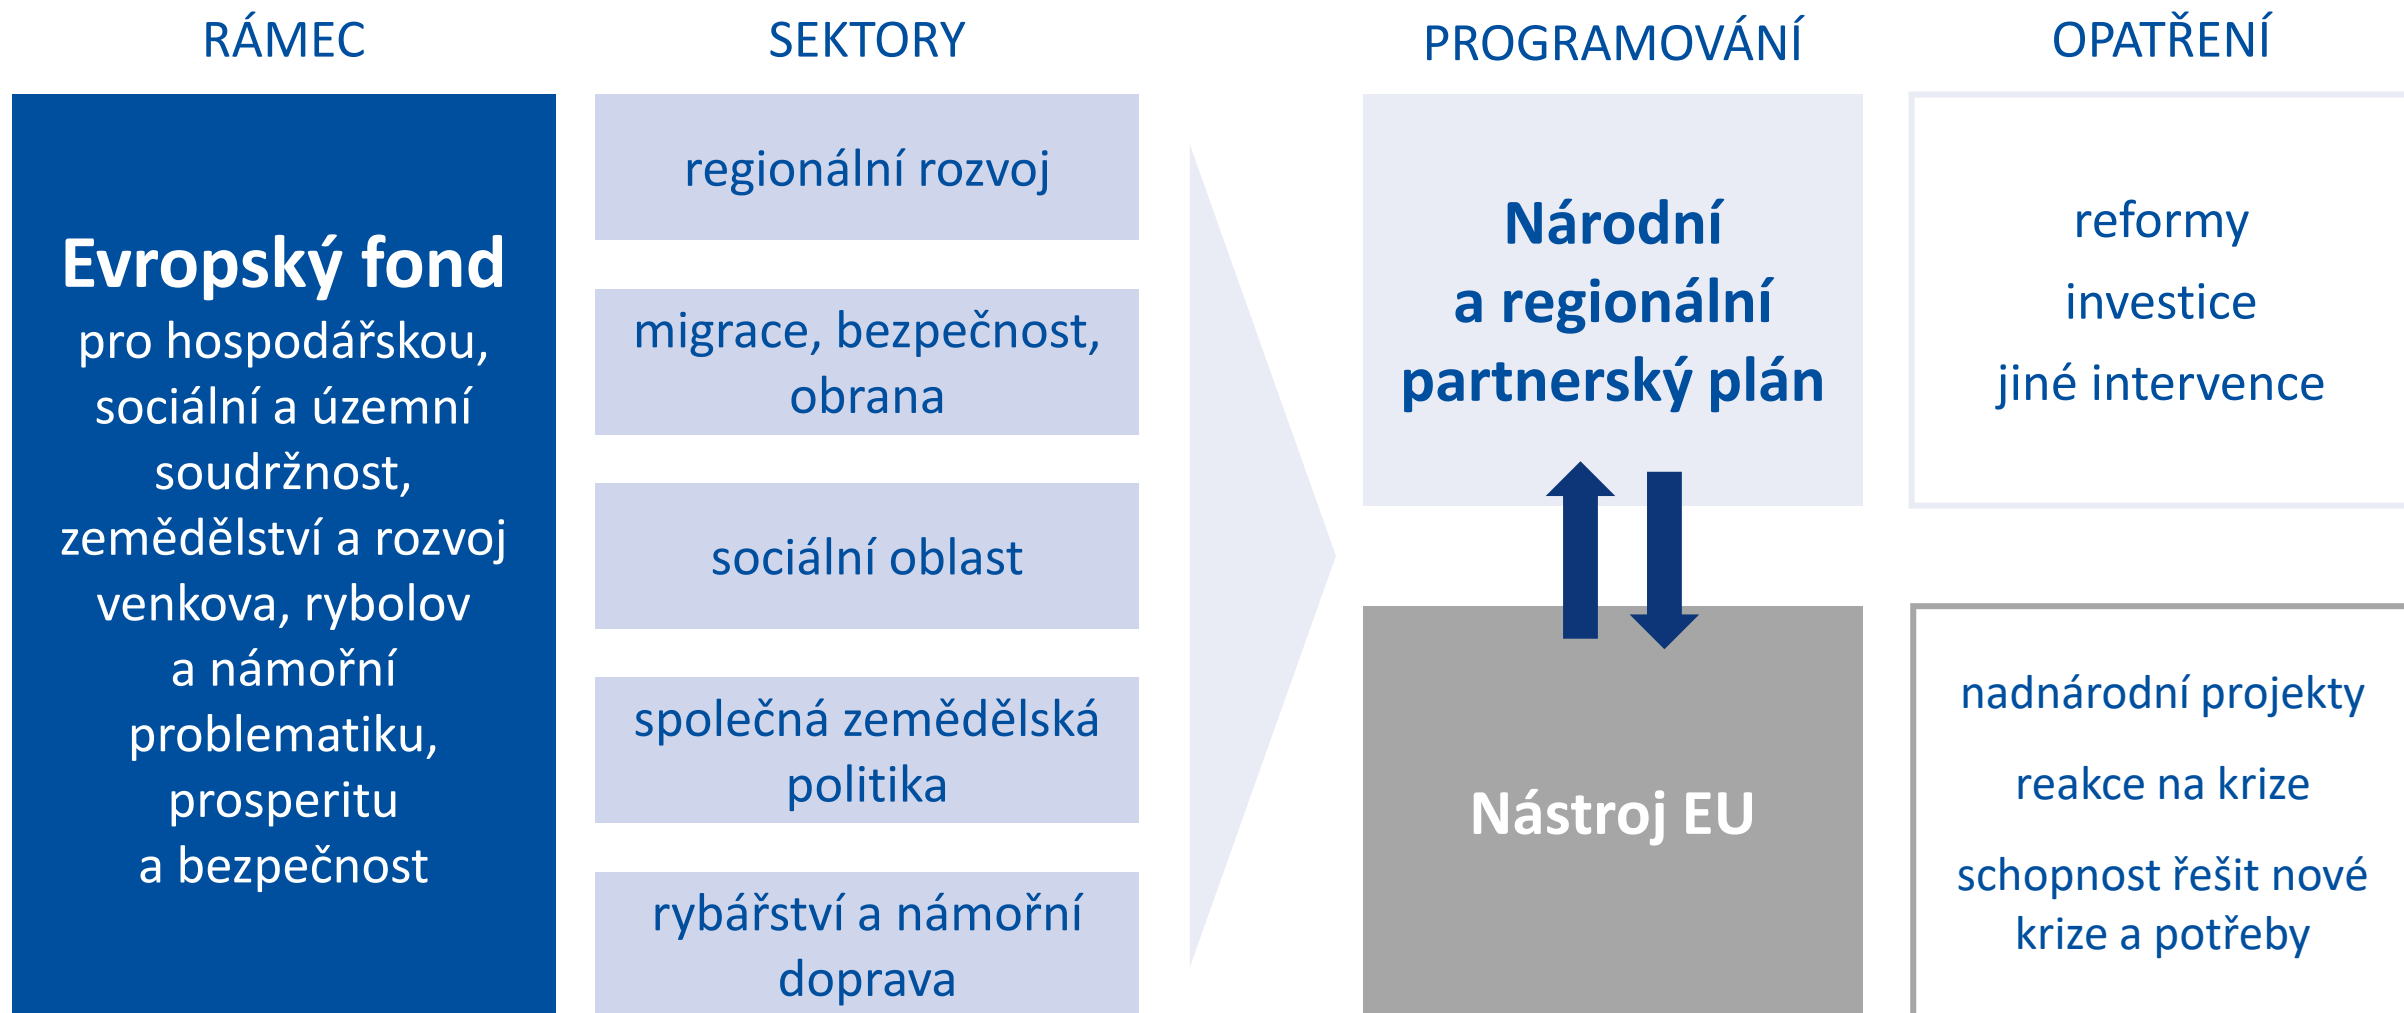 RÁMEC
Evropský fond
pro hospodářskou,
sociální a územní
soudržnost,
zemědělství a rozvoj
venkova, rybolov
a námořní
problematiku,
prosperitu
a bezpečnost
SEKTORY
regionální rozvoj
migrace, bezpečnost,
obrana
sociální oblast
společná zemědělská
politika
rybářství a námořní
doprava
PROGRAMOVÁNÍ
Národní
a regionální
partnerský plán
Nástroj EU
OPATŘENÍ
reformy
investice
jiné intervence
nadnárodní projekty
reakce na krize
schopnost řešit nové
krize a potřeby